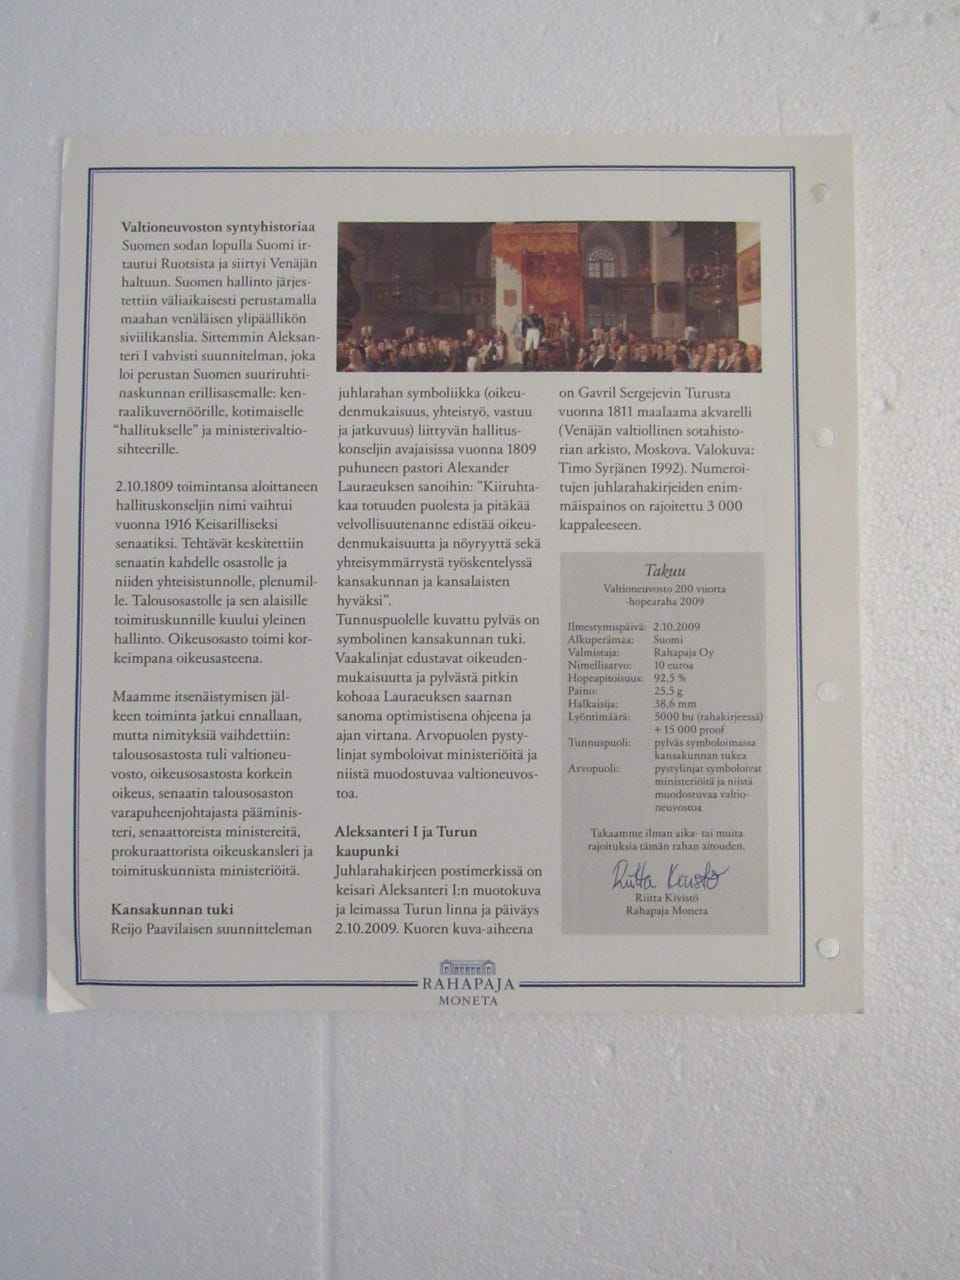 Valtioneuvoston syntyhistoriaa
Suomen sodan lopulla Suomi ir-
tautui Ruotsista ja siirtyi Venäjän
haltuun. Suomen hallinto järjes-
tettiin väliaikaisesti perustamalla
maahan venäläisen ylipäällikön
siviilikanslia. Sittemmin Aleksan-
teri I vahvisti suunnitelman, joka
loi perustan Suomen suuriruhti-
naskunnan erillisasemalle: ken-
raalikuvernöörille, kotimaiselle
"hallitukselle" ja ministerivaltio-
sihteerille.
2.10.1809 toimintansa aloittaneen
hallituskonseljin nimi vaihtui
vuonna 1916 Keisarilliseksi
senaatiksi. Tehtävät keskitettiin
senaatin kahdelle osastolle ja
niiden yhteisistunnolle, plenumil-
le. Talousosastolle ja sen alaisille
toimituskunnille kuului yleinen
hallinto. Oikeusosasto toimi kor-
keimpana oikeusasteena.
Maamme itsenäistymisen jäl-
keen toiminta jatkui ennallaan,
mutta nimityksiä vaihdettiin:
talousosastosta tuli valtioneu-
vosto, oikeusosastosta korkein
oikeus, senaatin talousosaston
varapuheenjohtajasta pääminis-
teri, senaattoreista ministereitä,
prokuraattorista oikeuskansleri ja
toimituskunnista ministeriöitä.
Kansakunnan tuki
Reijo Paavilaisen suunnitteleman
juhlarahan symboliikka (oikeu-
denmukaisuus, yhteistyö, vastuu
ja jatkuvuus) liittyvän hallitus-
konseljin avajaisissa vuonna 1809
puhuneen pastori Alexander
Lauraeuksen sanoihin: "Kiiruhta-
kaa totuuden puolesta ja pitäkää
velvollisuutenanne edistää oikeu-
denmukaisuutta ja nöyryyttä sekä
yhteisymmärrystä työskentelyssä
kansakunnan ja kansalaisten
hyväksi".
Tunnuspuolelle kuvattu pylväs on
symbolinen kansakunnan tuki.
Vaakalinjat edustavat oikeuden-
mukaisuutta ja pylvästä pitkin
kohoaa Lauraeuksen saarnan
sanoma optimistisena ohjeena ja
ajan virtana. Arvopuolen pysty-
linjat symboloivat ministeriöitä ja
niistä muodostuvaa valtioneuvos-
toa.
Aleksanteri I ja Turun
kaupunki
Juhlarahakirjeen postimerkissä on
keisari Aleksanteri I:n muotokuva
ja leimassa Turun linna ja päiväys
2.10.2009. Kuoren kuva-aiheena
on Gavril Sergejevin Turusta
vuonna 1811 maalaama akvarelli
(Venäjän valtiollinen sotahisto-
rian arkisto, Moskova. Valokuva:
Timo Syrjänen 1992). Numeroi-
tujen juhlarahakirjeiden enim-
mäispainos on rajoitettu 3 000
kappaleeseen.
Takuu
Valtioneuvosto 200 vuotta
-hopearaha 2009
Ilmestymispäivä: 2.10.2009
Alkuperämaa: Suomi
Valmistaja: Rahapaja Oy
Nimellisarvo: 10 euroa
Hopeapitoisuus: 92,5 %
Paino: 25,5 g
Halkaisija: 38,6 mm
Lyöntimäärä: 5000 bu (rahakirjeessä)
+ 15 000 proof
Tunnuspuoli: pylväs symboloimassa
kansakunnan tukea
Arvopuoli: pystylinjat symboloivat
ministeriöitä ja niistä
muodostuvaa valtio-
neuvostoa
Takaamme ilman aika- tai muita
rajoituksia tämän rahan aitouden.
Riitta Kivistö
Riitta Kivistö
Rahapaja Moneta
RAHAPAJA
MONETA